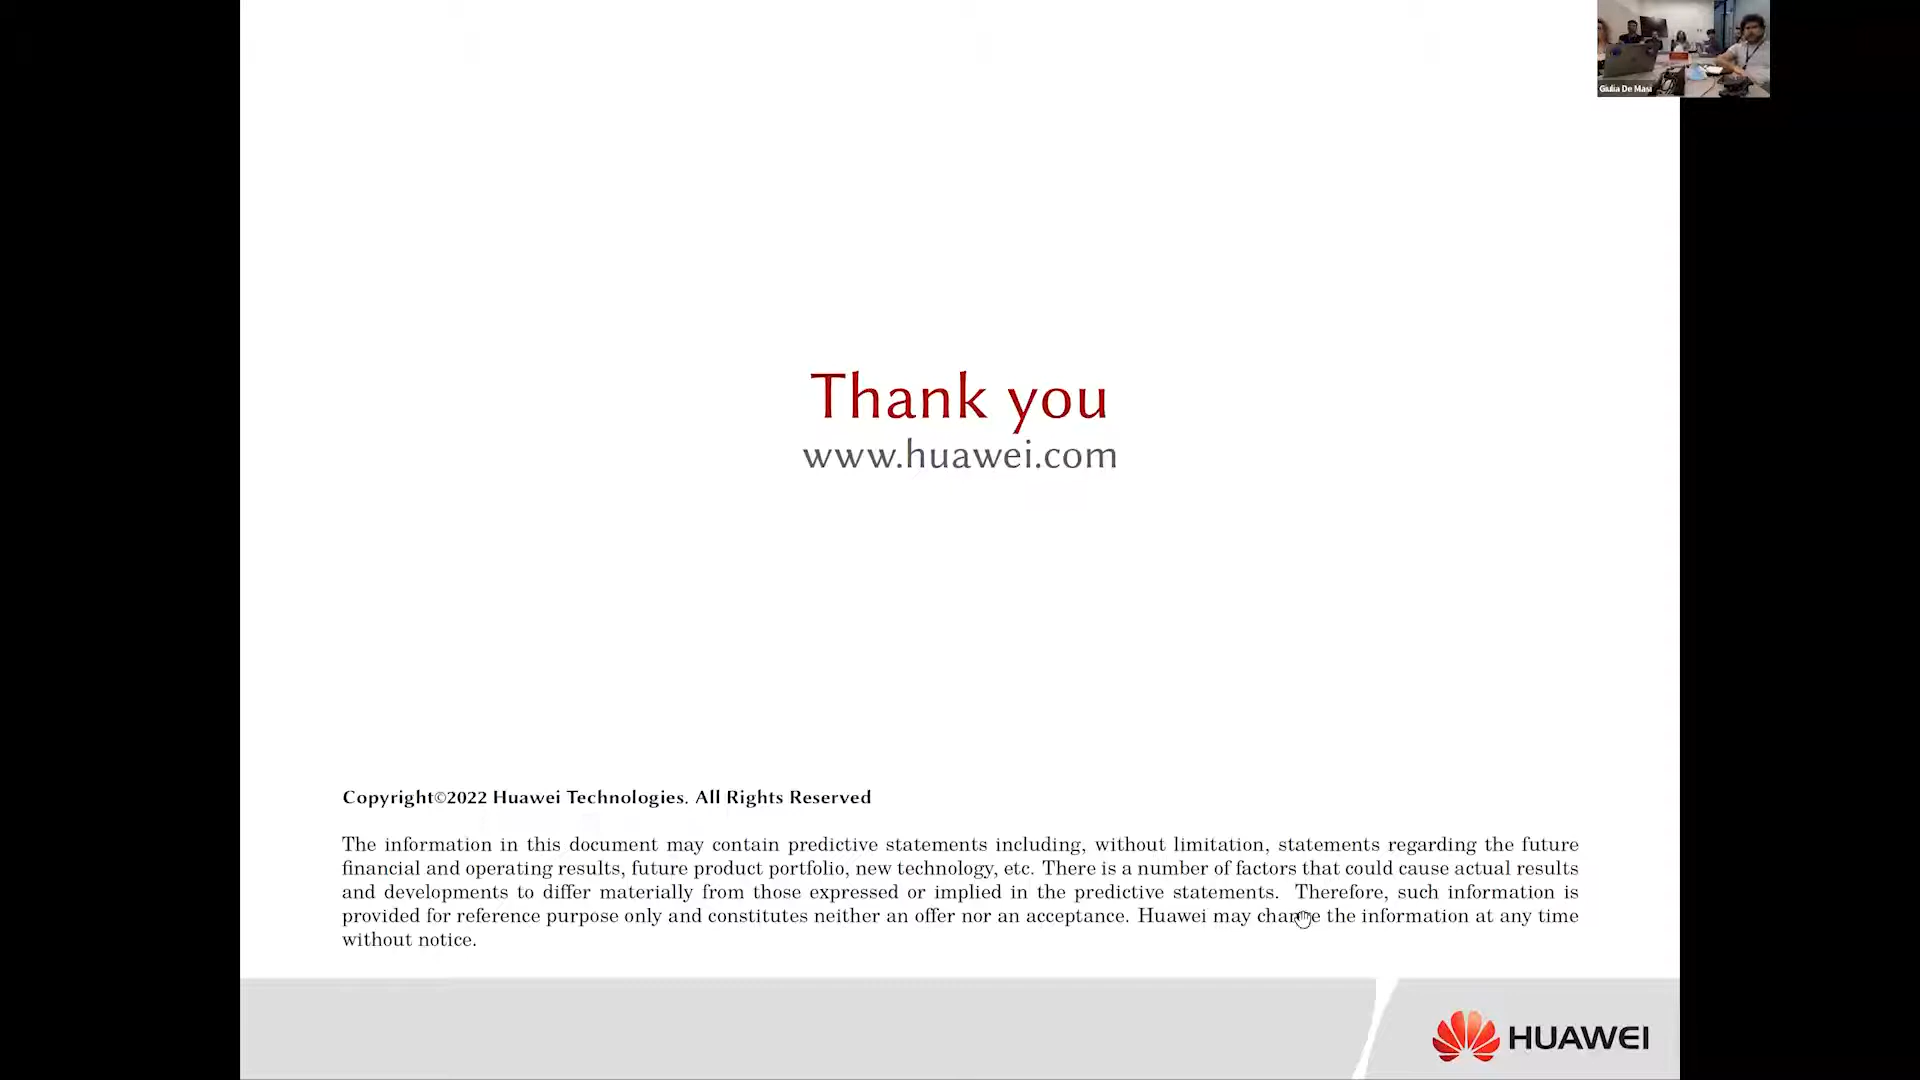 Giulia De Masi
Thank you
www.huawei.com
Copyright©2022 Huawei Technologies. All Rights Reserved
The information in this document may contain predictive statements including, without limitation, statements regarding the future
financial and operating results, future product portfolio, new technology, etc. There is a number of factors that could cause actual results
and developments to differ materially from those expressed or implied in the predictive statements. Therefore, such information is
provided for reference purpose only and constitutes neither an offer nor an acceptance. Huawei may change the information at any time
without notice.
HUAWEI